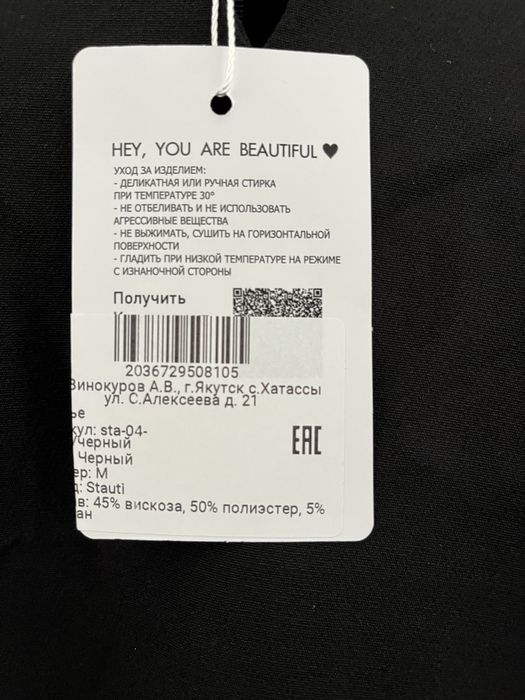 HEY, YOU ARE BEAUTIFUL ♥
УХОД ЗА ИЗДЕЛИЕМ:
- ДЕЛИКАТНАЯ ИЛИ РУЧНАЯ СТИРКА
ПРИ ТЕМПЕРАТУРЕ 30°
- НЕ ОТБЕЛИВАТЬ И НЕ ИСПОЛЬЗОВАТЬ
АГРЕССИВНЫЕ ВЕЩЕСТВА
- НЕ ВЫЖИМАТЬ, СУШИТЬ НА ГОРИЗОНТАЛЬНОЙ
ПОВЕРХНОСТИ
- ГЛАДИТЬ ПРИ НИЗКОЙ ТЕМПЕРАТУРЕ НА РЕЖИМЕ
С ИЗНАНОЧНОЙ СТОРОНЫ
Получить
2036729508105
Винокуров А.В., г.Якутск с.Хатассы
ул. С.Алексеева д. 21
ье
кул: sta-04-
/черный
Черный
ер: M
д: Stauti
в: 45% вискоза, 50% полиэстер, 5%
ан
EAC